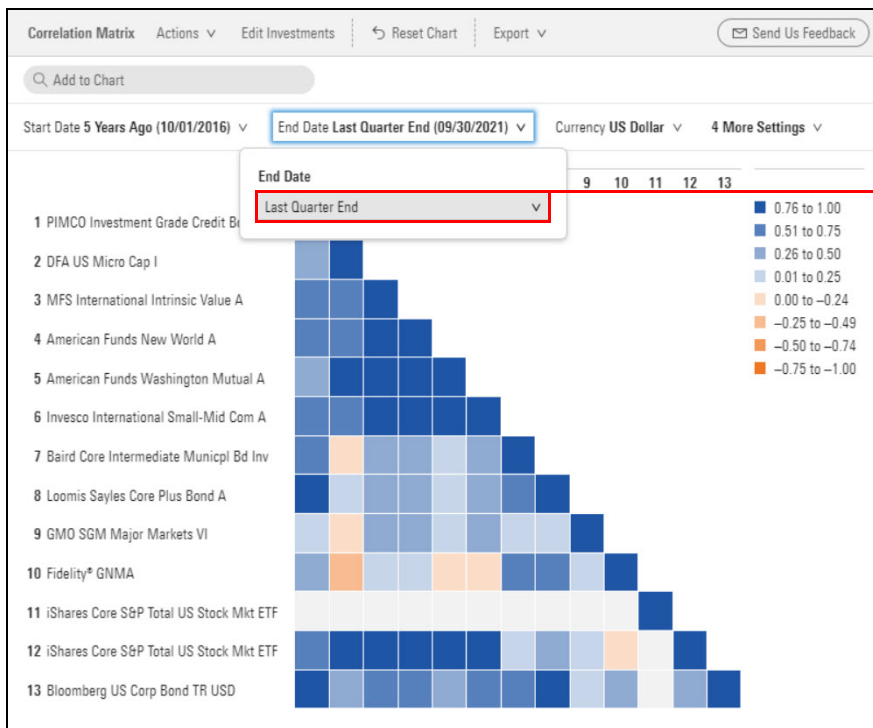 Correlation Matrix Actions Edit Investments Reset Chart Export Send Us Feedback
Add to Chart
Start Date 5 Years Ago (10/01/2016) End Date Last Quarter End (09/30/2021) Currency US Dollar 4 More Settings
End Date
Last Quarter End
9 10 11 12 13
0.76 to 1.00
0.51 to 0.75
0.26 to 0.50
0.01 to 0.25
0.00 to –0.24
–0.25 to –0.49
–0.50 to –0.74
–0.75 to –1.00
1 PIMCO Investment Grade Credit
2 DFA US Micro Cap I
3 MFS International Intrinsic Value A
4 American Funds New World A
5 American Funds Washington Mutual A
6 Invesco International Small-Mid Com A
7 Baird Core Intermediate Municpl Bd Inv
8 Loomis Sayles Core Plus Bond A
9 GMO SGM Major Markets VI
10 Fidelity® GNMA
11 iShares Core S&P Total US Stock Mkt ETF
12 iShares Core S&P Total US Stock Mkt ETF
13 Bloomberg US Corp Bond TR USD